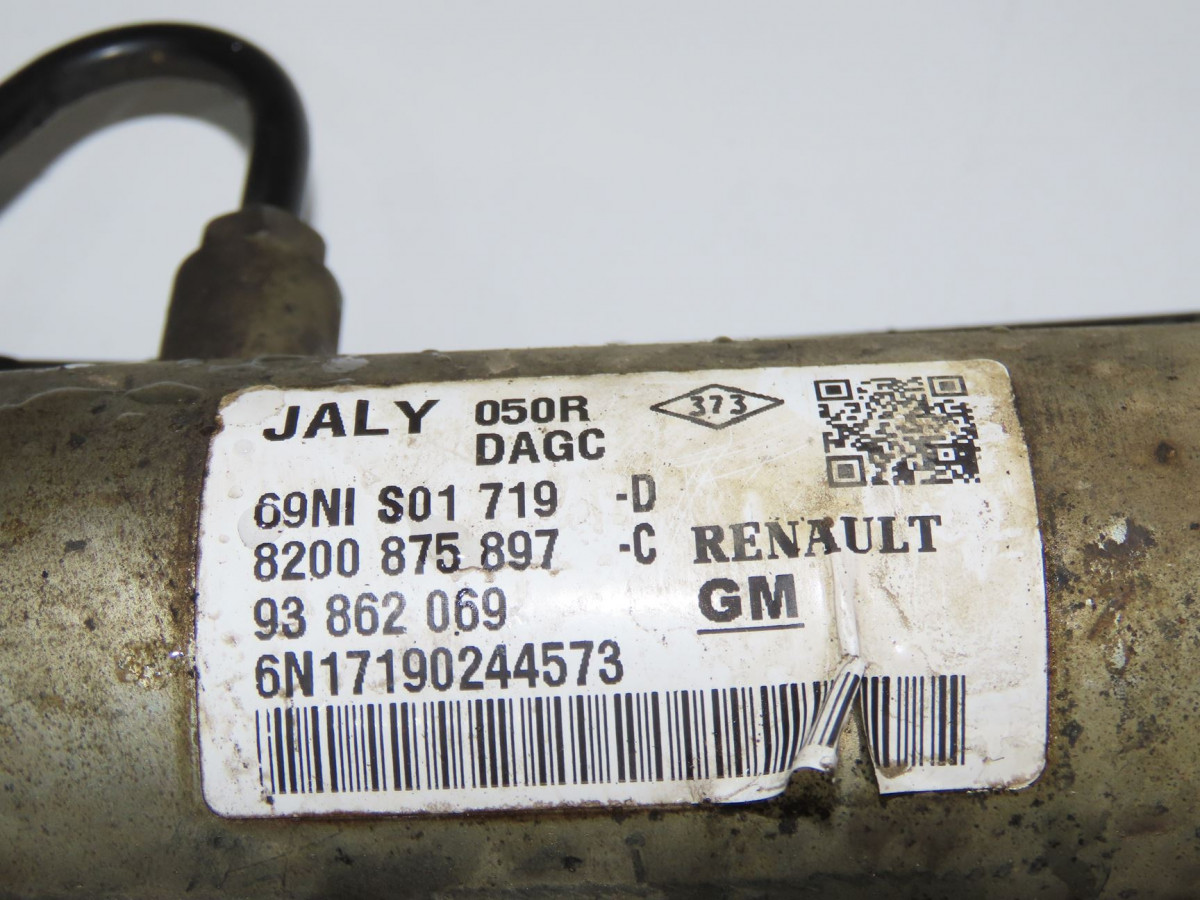 JALY 050R 373
DAGC
69NI S01 719 -D
8200 875 897 -C RENAULT
93 862 069 GM
6N17190244573